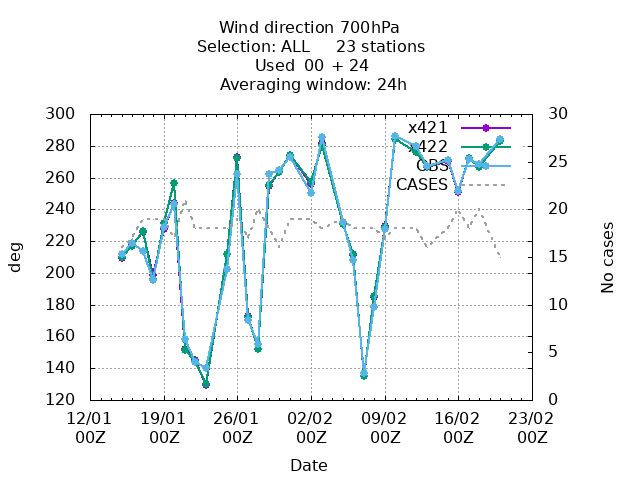 Wind direction 700hPa
Selection: ALL 23 stations
Used 00 + 24
Averaging window: 24h
300
280
260
240
220
200
180
160
140
120
30
25
20
15
10
5
0
deg
No cases
x421
x422
OBS
CASES
12/01 19/01 26/01 02/02 09/02 16/02 23/02
00Z 00Z 00Z 00Z 00Z 00Z 00Z
Date